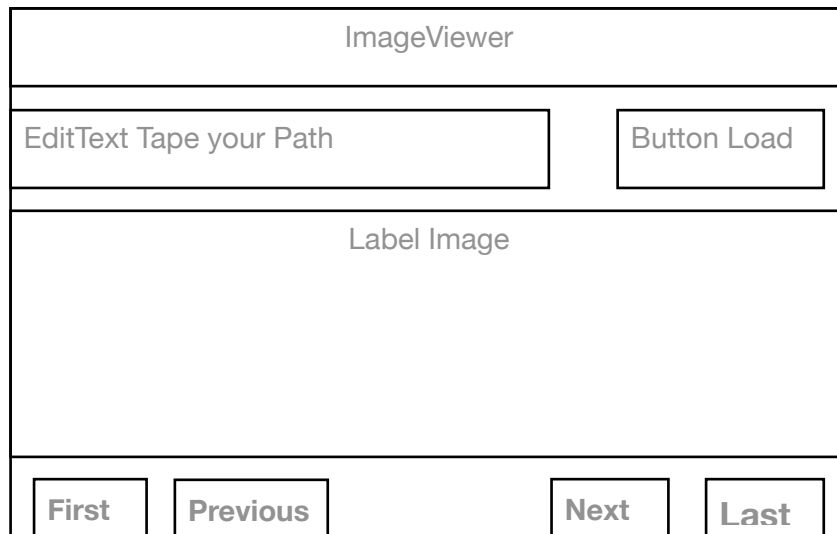 ImageViewer
EditText Tape your Path
Button Load
Label Image
First
Previous
Next
Last